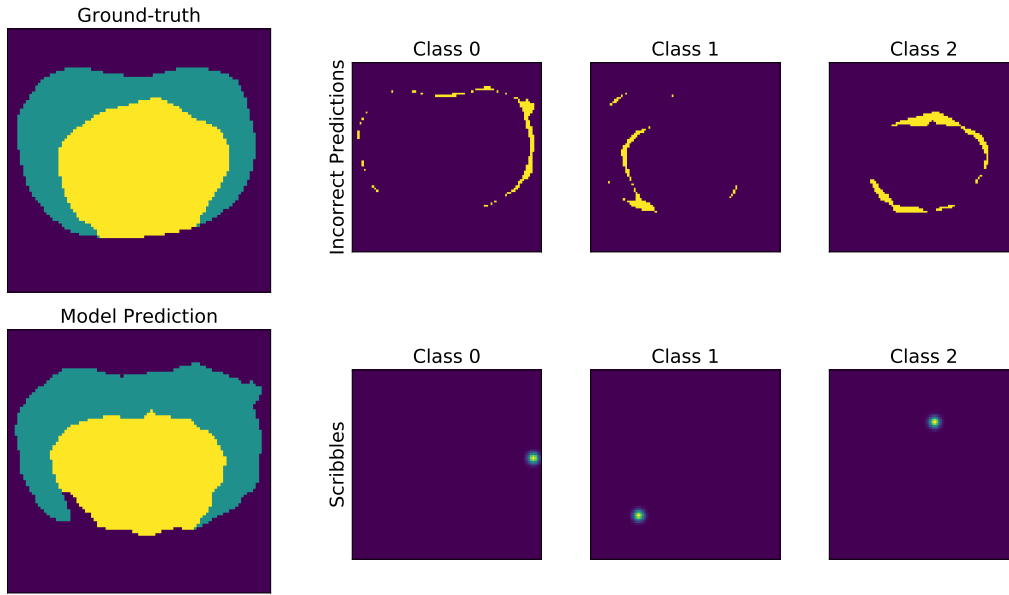 Ground-truth
Incorrect Predictions
Class 0
Class 1
Class 2
Model Prediction
Scribbles
Class 0
Class 1
Class 2